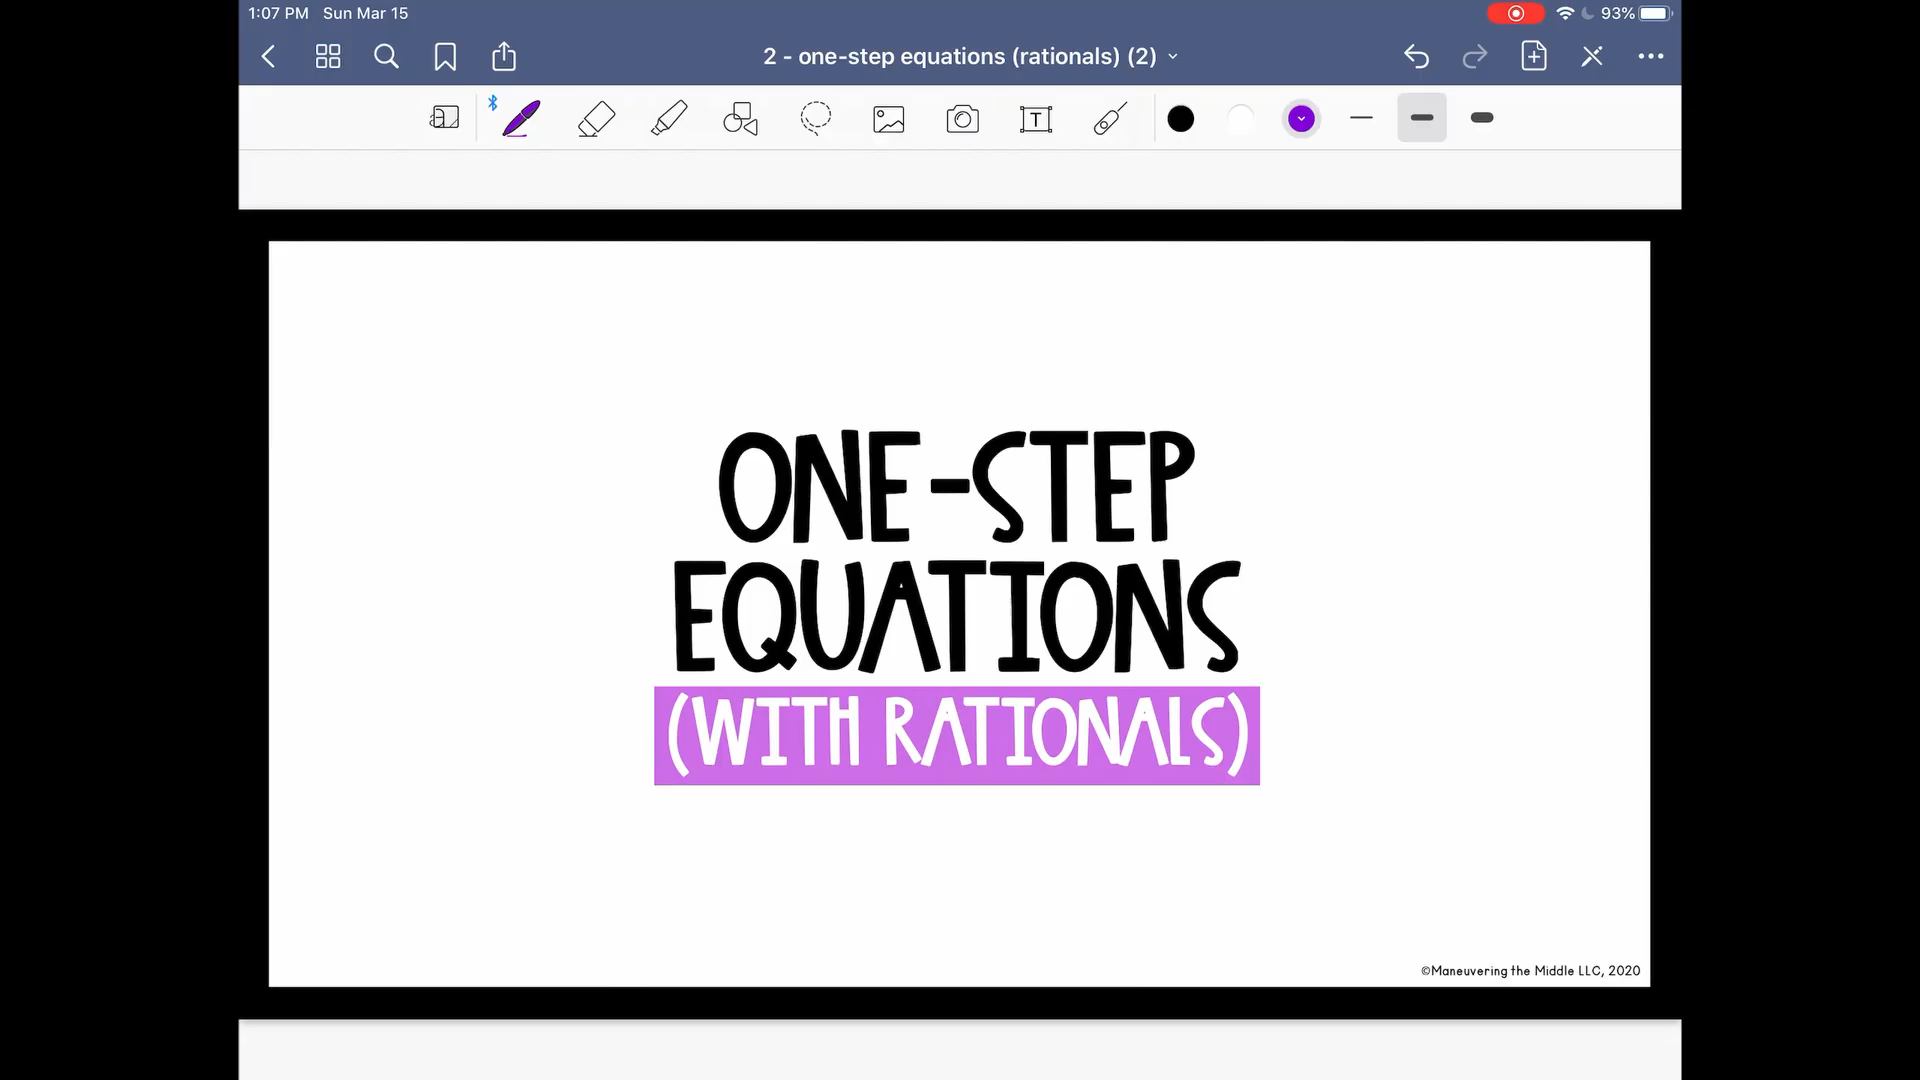 1:07 PM Sun Mar 15
93%
2 - one-step equations (rationals) (2)
T
ONE-STEP
EQUATIONS
(WITH RATIONALS)
©Maneuvering the Middle LLC, 2020